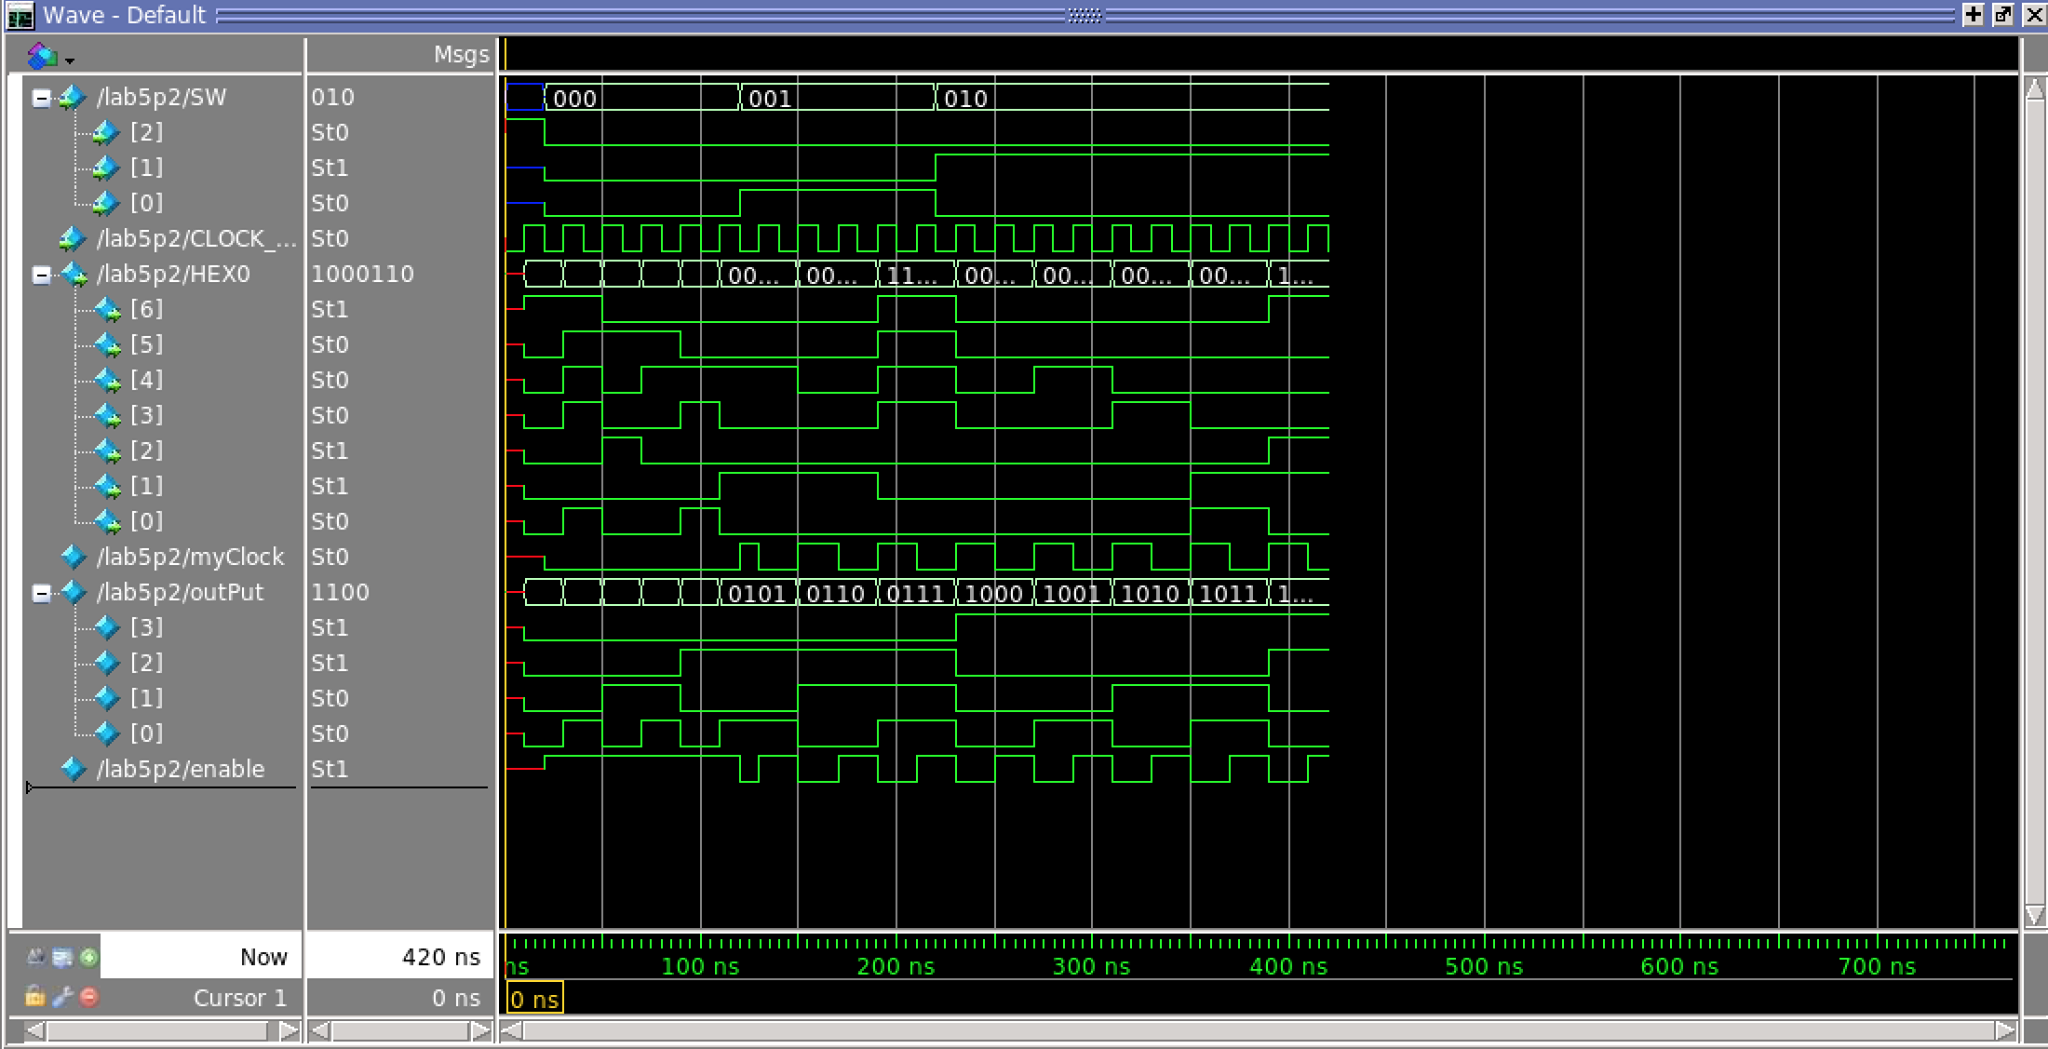 Wave - Default
Msgs
/lab5p2/SW 010 000 001 010
[2] St0
[1] St1
[0] St0
/lab5p2/CLOCK_... St0
/lab5p2/HEX0 1000110 00... 00... 11... 00... 00... 00... 00... 1...
[6] St1
[5] St0
[4] St0
[3] St0
[2] St1
[1] St1
[0] St0
/lab5p2/myClock St0
/lab5p2/outPut 1100 0101 0110 0111 1000 1001 1010 1011 1...
[3] St1
[2] St1
[1] St0
[0] St0
/lab5p2/enable St1
Now 420 ns ns 100 ns 200 ns 300 ns 400 ns 500 ns 600 ns 700 ns
Cursor 1 0 ns 0 ns